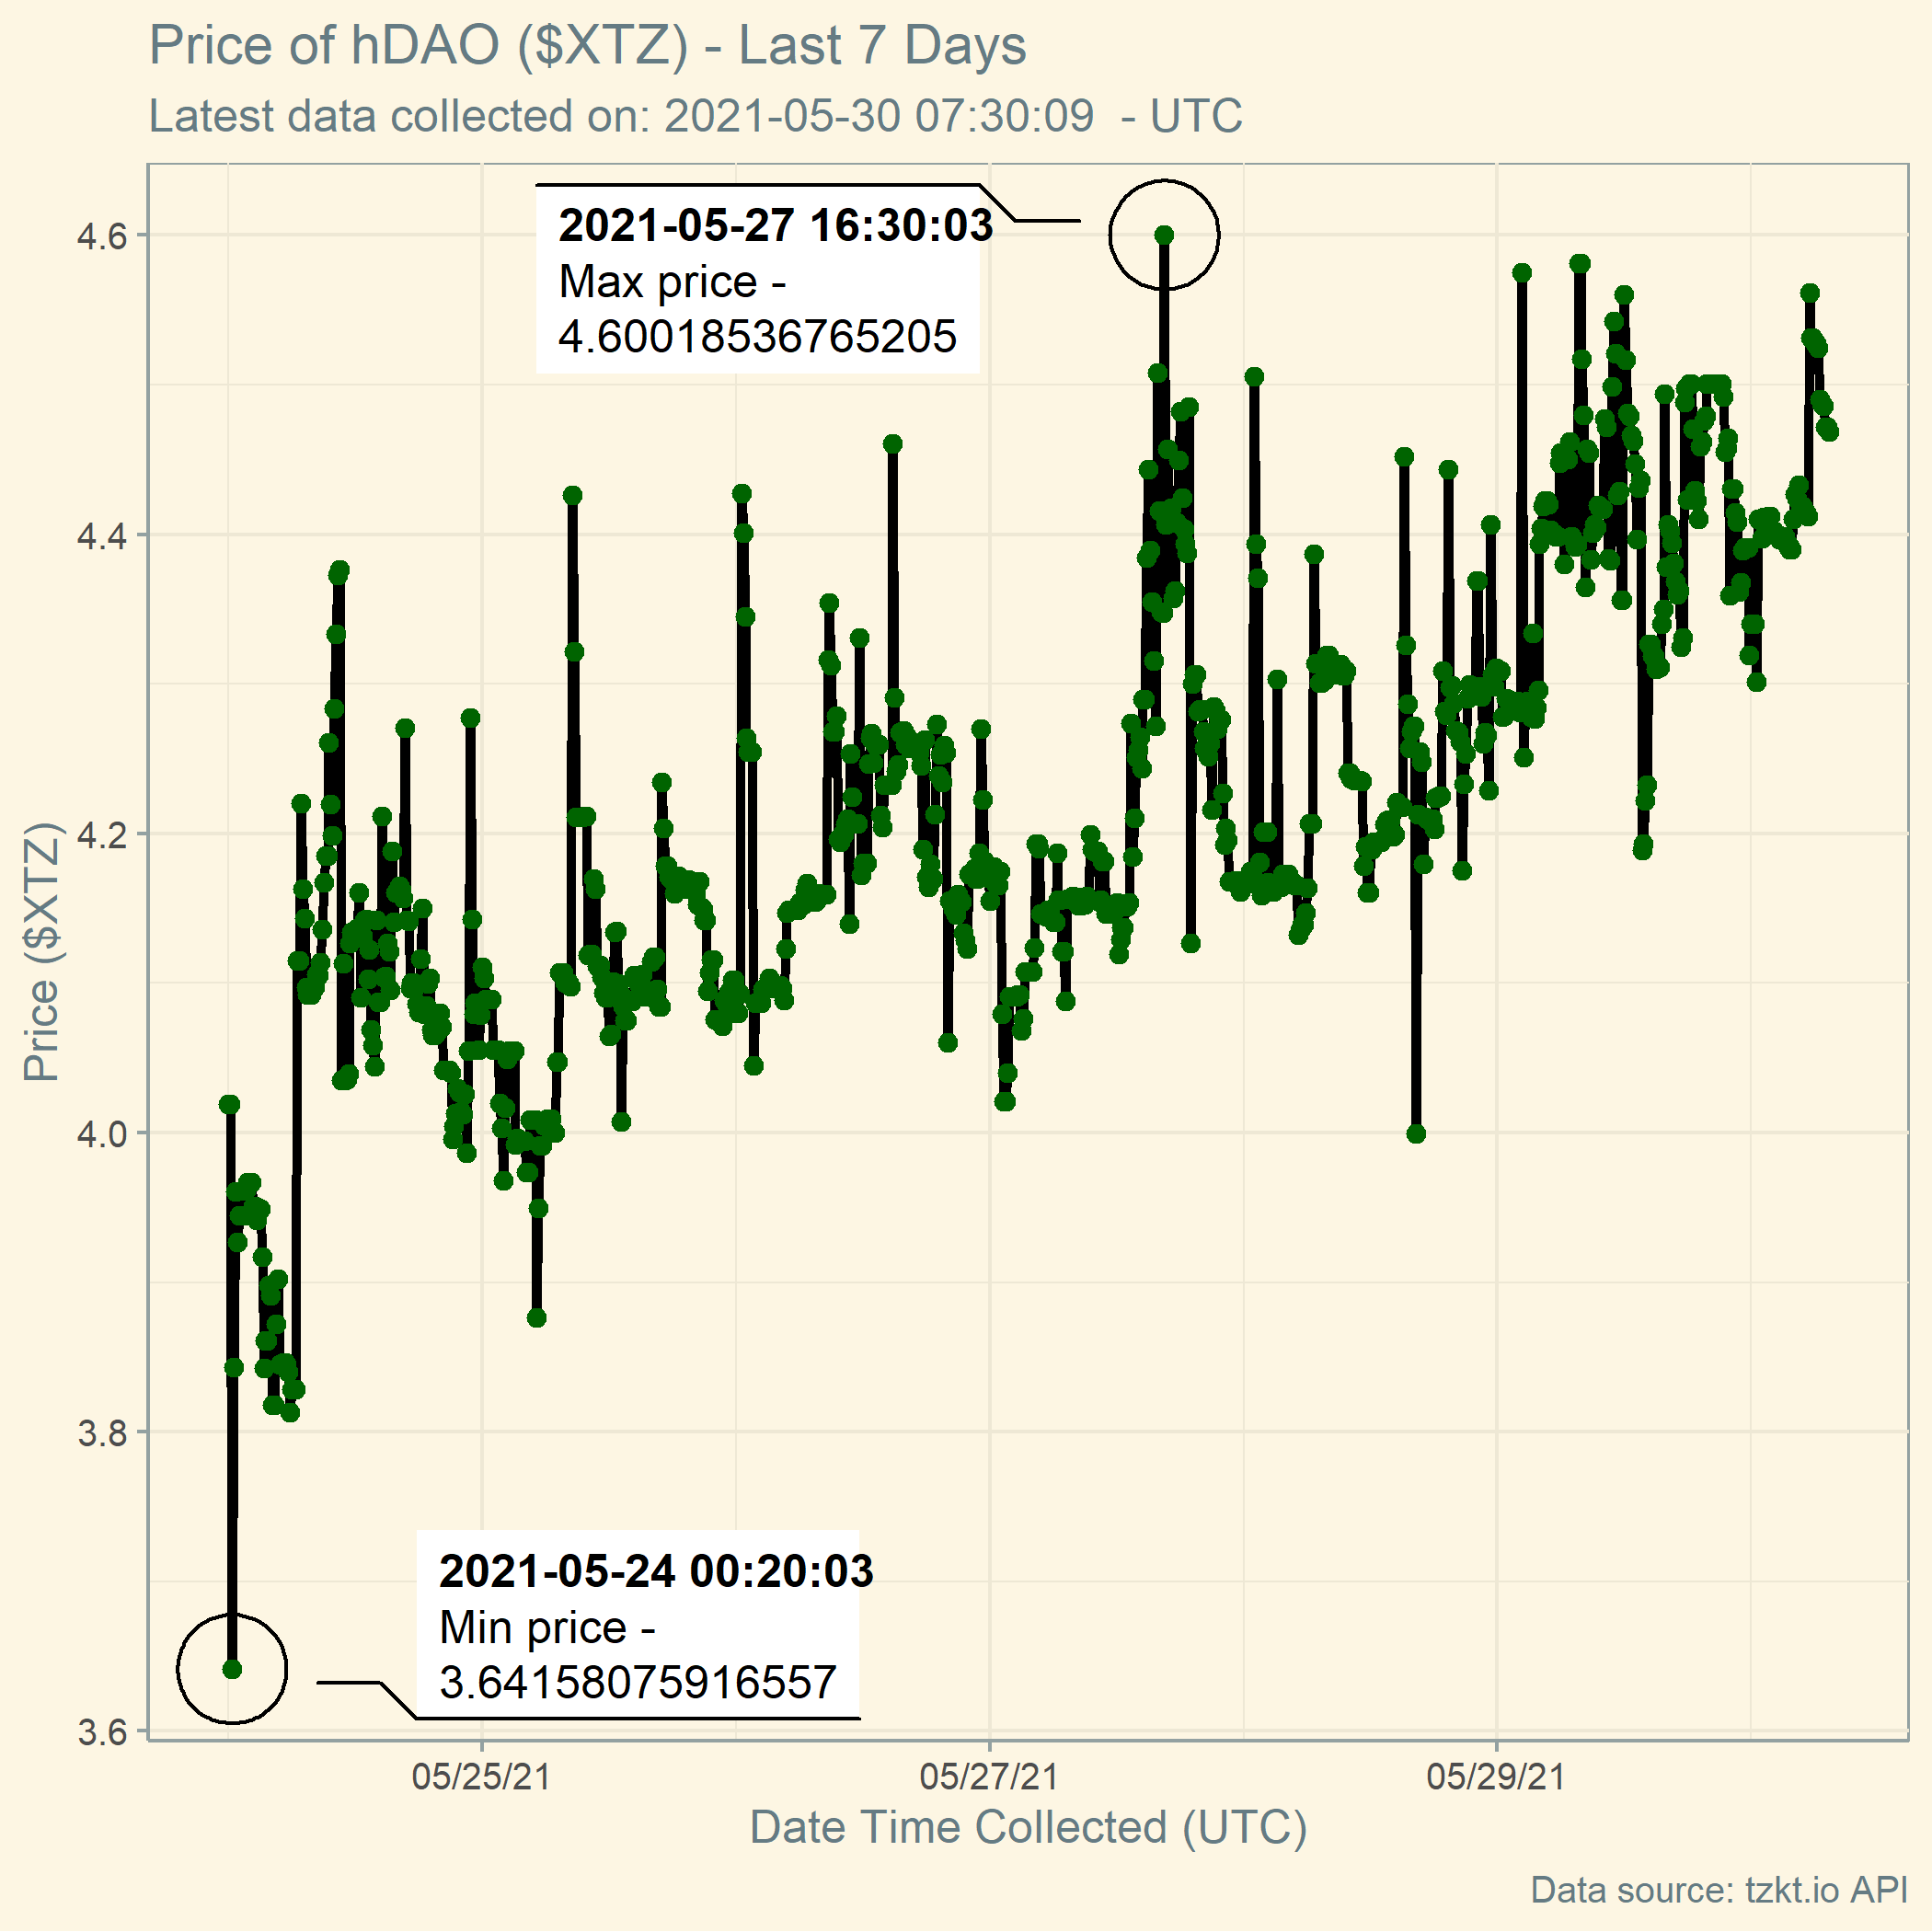 Price of hDAO ($XTZ) - Last 7 Days
Latest data collected on: 2021-05-30 07:30:09  - UTC
2021-05-27 16:30:03
Max price -
4.60018536765205
4.6
4.4
4.2
4.0
3.8
3.6
Price ($XTZ)
2021-05-24 00:20:03
Min price -
3.64158075916557
05/25/21
05/27/21
05/29/21
Date Time Collected (UTC)
Data source: tzkt.io API